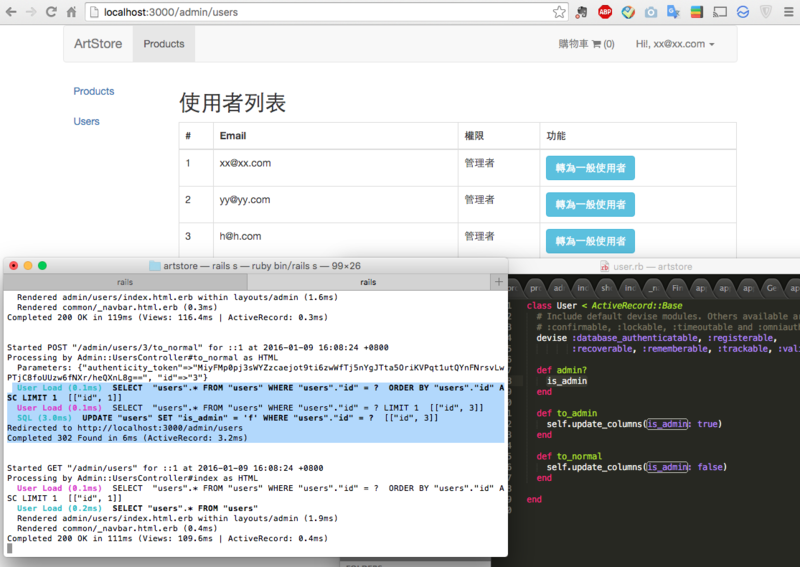 localhost:3000/admin/users
ABP
ArtStore
Products
購物車 (0)
Hi!, xx@xx.com
Products
Users
使用者列表
# Email 權限 功能
1 xx@xx.com 管理者 轉為一般使用者
2 yy@yy.com 管理者 轉為一般使用者
3 h@h.com 管理者 轉為一般使用者
artstore — rails s — ruby bin/rails s — 99×26
rails
rails
Rendered admin/users/index.html.erb within layouts/admin (1.6ms)
Rendered common/_navbar.html.erb (0.3ms)
Completed 200 OK in 119ms (Views: 116.4ms | ActiveRecord: 0.3ms)
Started POST "/admin/users/3/to_normal" for ::1 at 2016-01-09 16:08:24 +0800
Processing by Admin::UsersController#to_normal as HTML
Parameters: {"authenticity_token"=>"MiyFMp0pj3sWYZzcaejot9ti6zwWfTj5nYgJTta5OriKVPqt1utQYnFNrsvLw
PTjC8foUUzw6fNXr/heQXnL8g==", "id"=>"3"}
User Load (0.1ms) SELECT "users".* FROM "users" WHERE "users"."id" = ? ORDER BY "users"."id" A
SC LIMIT 1 [["id", 1]]
User Load (0.1ms) SELECT "users".* FROM "users" WHERE "users"."id" = ? LIMIT 1 [["id", 3]]
SQL (3.0ms) UPDATE "users" SET "is_admin" = 'f' WHERE "users"."id" = ? [["id", 3]]
Redirected to http://localhost:3000/admin/users
Completed 302 Found in 6ms (ActiveRecord: 3.2ms)
Started GET "/admin/users" for ::1 at 2016-01-09 16:08:24 +0800
Processing by Admin::UsersController#index as HTML
User Load (0.1ms) SELECT "users".* FROM "users" WHERE "users"."id" = ? ORDER BY "users"."id" A
SC LIMIT 1 [["id", 1]]
User Load (0.2ms) SELECT "users".* FROM "users"
Rendered admin/users/index.html.erb within layouts/admin (1.9ms)
Rendered common/_navbar.html.erb (0.4ms)
Completed 200 OK in 111ms (Views: 109.6ms | ActiveRecord: 0.4ms)
user.rb — artstore
class User < ActiveRecord::Base
# Include default devise modules. Others available a
# :confirmable, :lockable, :timeoutable and :omniaut
devise :database_authenticatable, :registerable,
:recoverable, :rememberable, :trackable, :vali
def admin?
is_admin
end
def to_admin
self.update_columns(is_admin: true)
end
def to_normal
self.update_columns(is_admin: false)
end
end